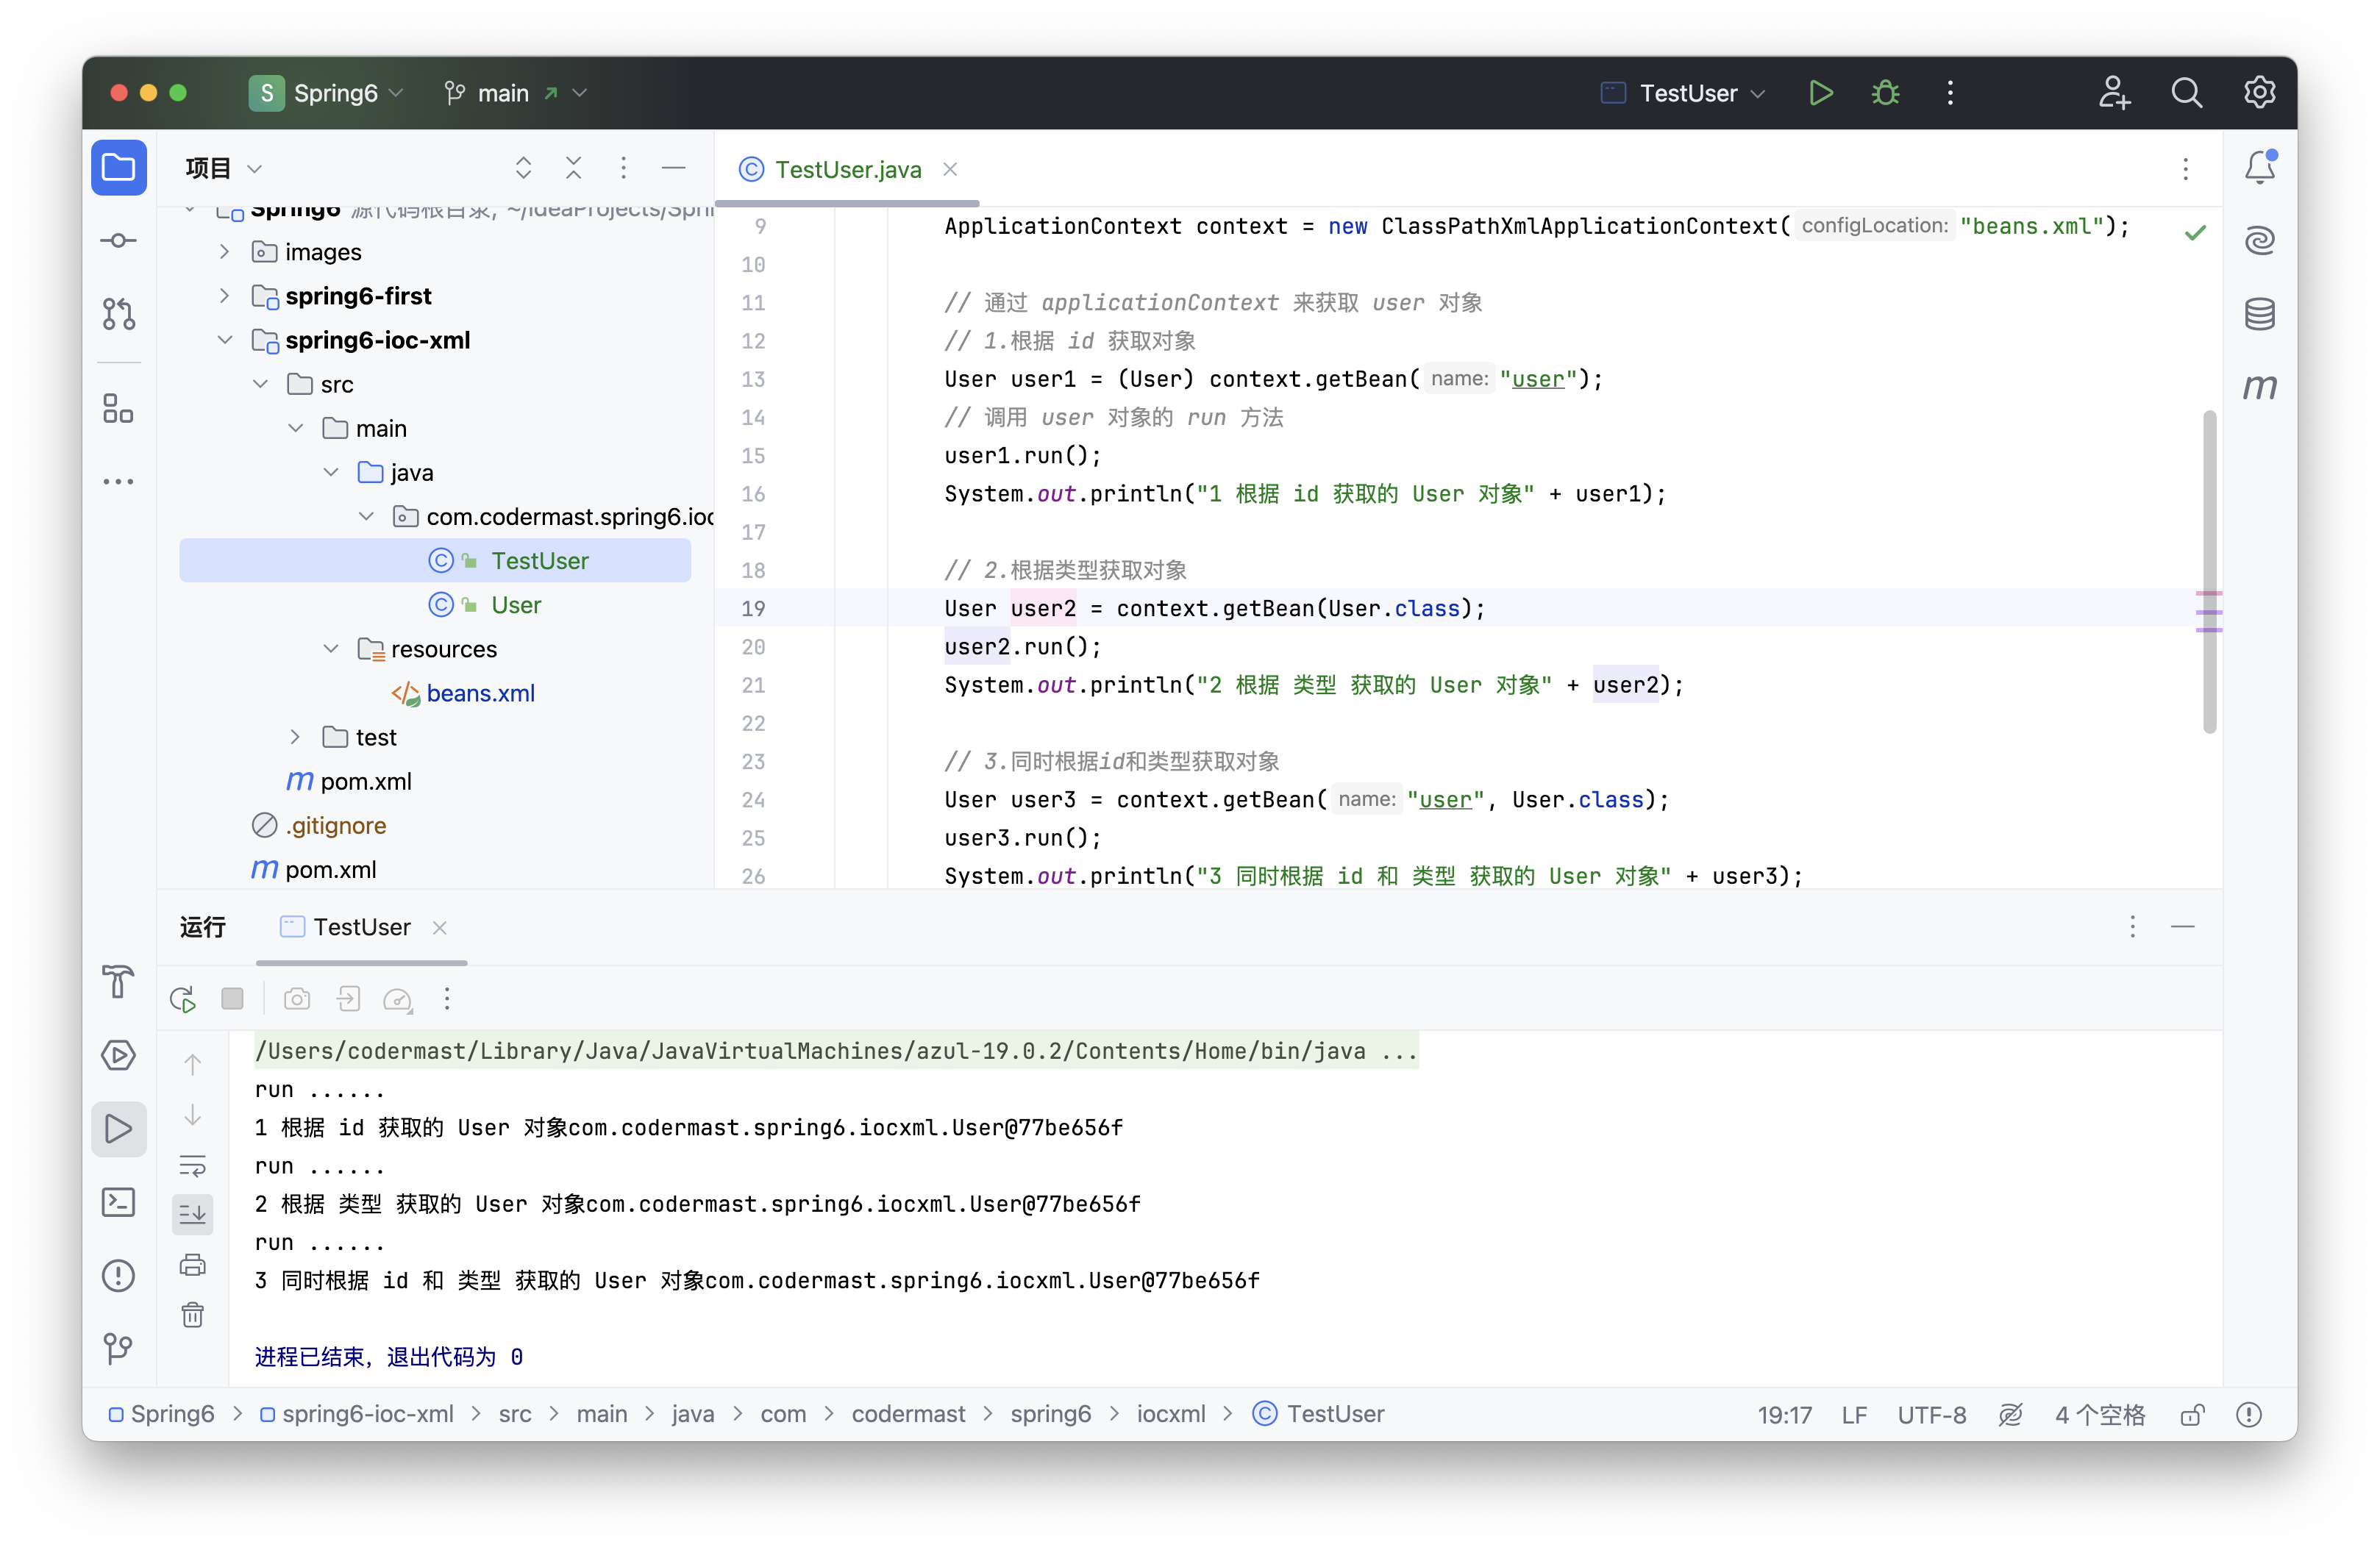 S Spring6 main TestUser
项目
TestUser.java
Spring6 源代码根目录, ~/IdeaProjects/Spri
images
spring6-first
spring6-ioc-xml
src
main
java
com.codermast.spring6.ioc
TestUser
User
resources
beans.xml
test
m pom.xml
.gitignore
m pom.xml
9 ApplicationContext context = new ClassPathXmlApplicationContext( configLocation: "beans.xml");
10
11 // 通过 applicationContext 来获取 user 对象
12 // 1.根据 id 获取对象
13 User user1 = (User) context.getBean( name: "user");
14 // 调用 user 对象的 run 方法
15 user1.run();
16 System.out.println("1 根据 id 获取的 User 对象" + user1);
17
18 // 2.根据类型获取对象
19 User user2 = context.getBean(User.class);
20 user2.run();
21 System.out.println("2 根据 类型 获取的 User 对象" + user2);
22
23 // 3.同时根据id和类型获取对象
24 User user3 = context.getBean( name: "user", User.class);
25 user3.run();
26 System.out.println("3 同时根据 id 和 类型 获取的 User 对象" + user3);
m
运行 TestUser
/Users/codermast/Library/Java/JavaVirtualMachines/azul-19.0.2/Contents/Home/bin/java ...
run ......
1 根据 id 获取的 User 对象com.codermast.spring6.iocxml.User@77be656f
run ......
2 根据 类型 获取的 User 对象com.codermast.spring6.iocxml.User@77be656f
run ......
3 同时根据 id 和 类型 获取的 User 对象com.codermast.spring6.iocxml.User@77be656f
进程已结束，退出代码为 0
Spring6 > spring6-ioc-xml > src > main > java > com > codermast > spring6 > iocxml > TestUser 19:17 LF UTF-8 4 个空格